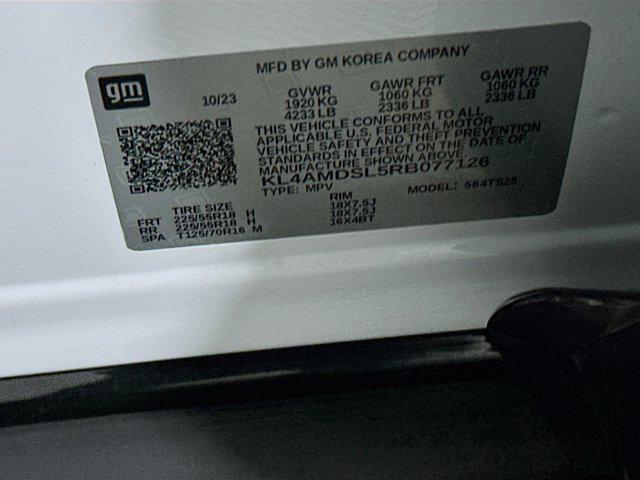 MFD BY GM KOREA COMPANY
gm
10/23
GVWR GAWR FRT GAWR RR
1920 KG 1060 KG 1060 KG
4233 LB 2336 LB 2336 LB
THIS VEHICLE CONFORMS TO ALL
APPLICABLE U.S. FEDERAL MOTOR
VEHICLE SAFETY AND THEFT PREVENTION
STANDARDS IN EFFECT ON THE DATE OF
MANUFACTURE SHOWN ABOVE.
KL4AMDSL5RB077126
TYPE: MPV MODEL: 564TS26
TIRE SIZE RIM
FRT 225/55R18 H 18X7.5J
RR 225/55R18 H 18X7.5J
SPA T125/70R16 M 16X4BT